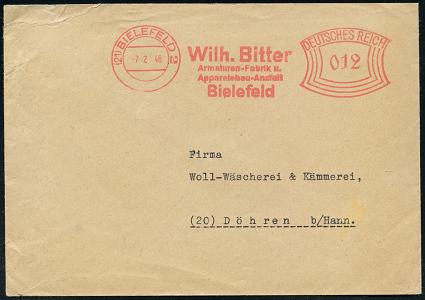 (21) BIELEFELD 2
-7. 2. 46
Wilh. Bitter
Armaturen-Fabrik u.
Apparatebau-Anstalt
Bielefeld
DEUTSCHES REICH
012
Firma
Woll-Wäscherei & Kämmerei,
(20) Döhren b/Hann.